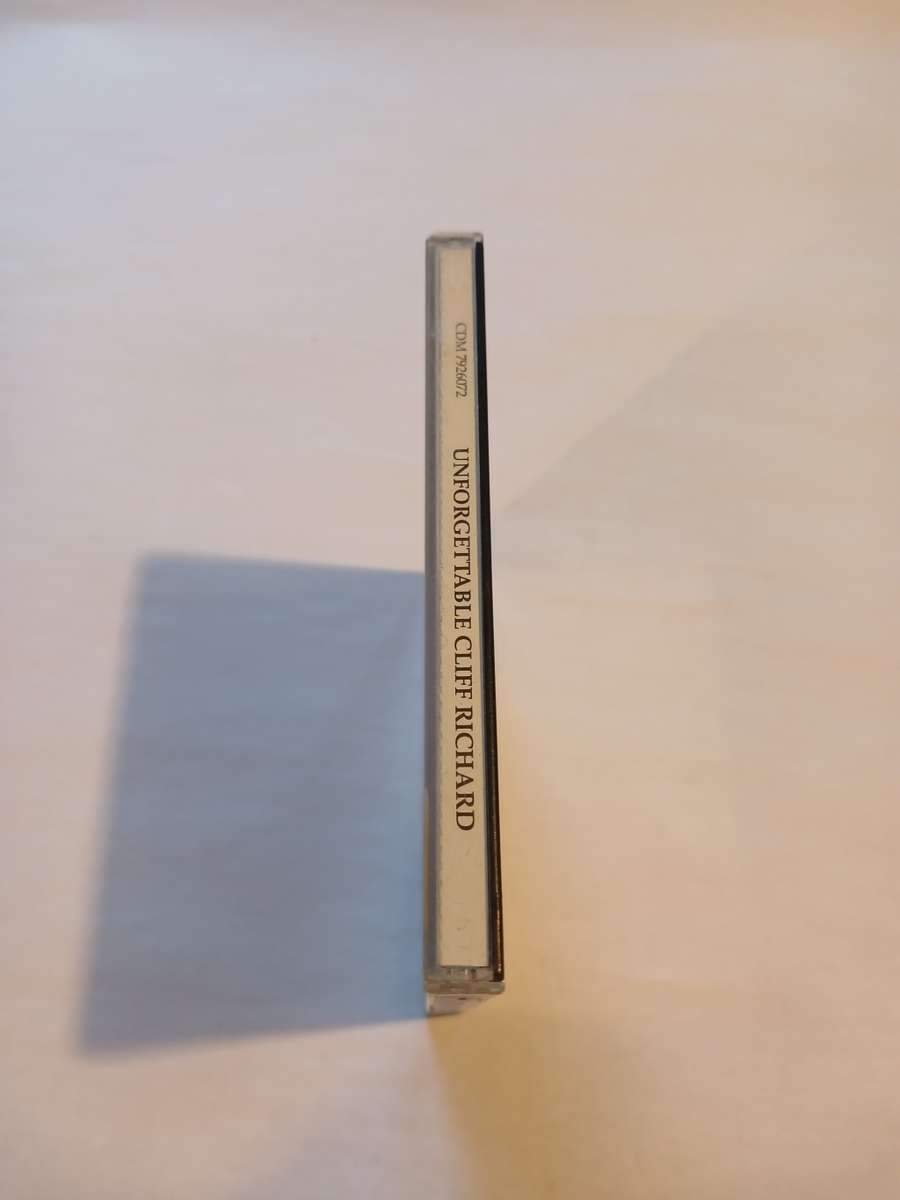 CDM 7926072
UNFORGETTABLE CLIFF RICHARD